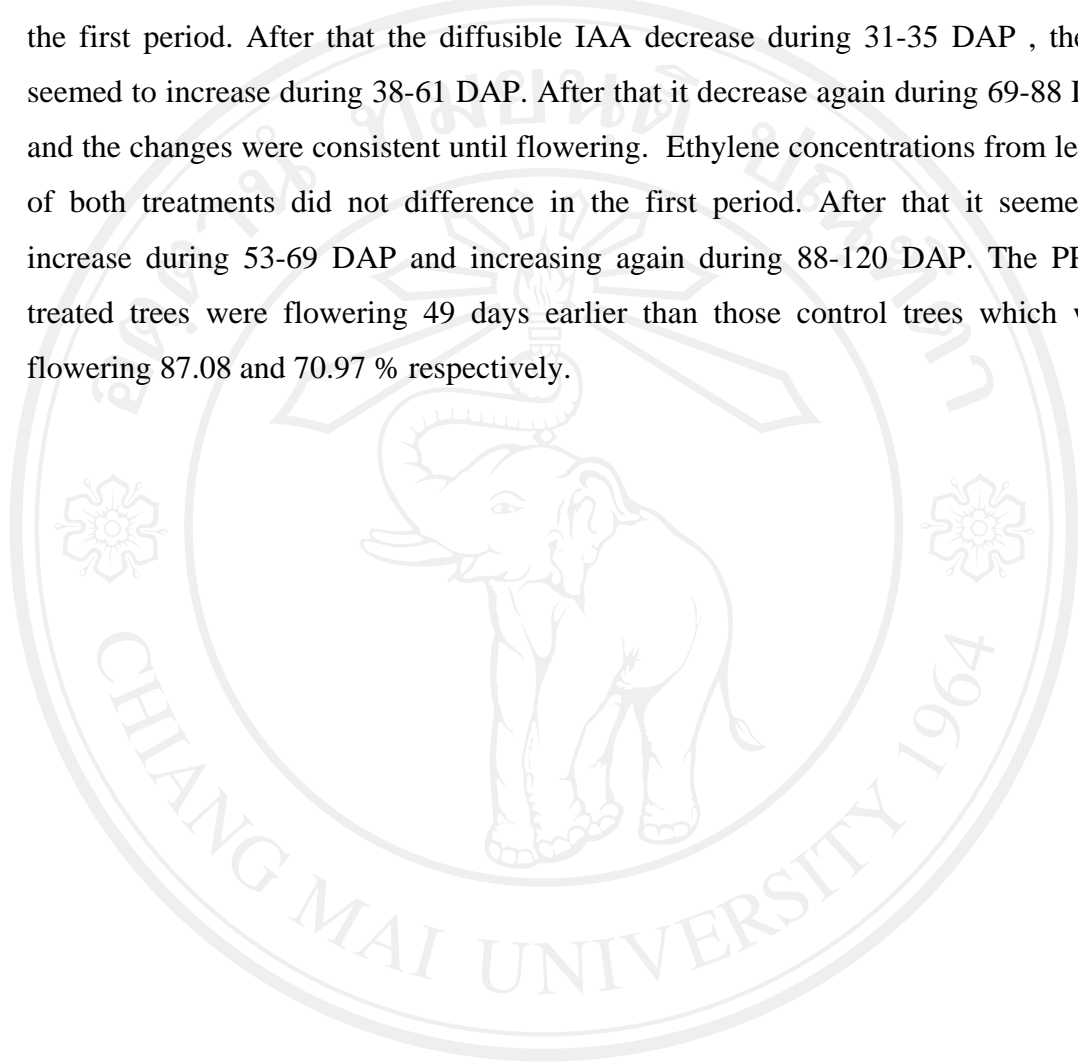 the first period. After that the diffusible IAA decrease during 31-35 DAP , the
seemed to increase during 38-61 DAP. After that it decrease again during 69-88
and the changes were consistent until flowering. Ethylene concentrations from
of both treatments did not difference in the first period. After that it
increase during 53-69 DAP and increasing again during 88-120 DAP. The
treated trees were flowering 49 days earlier than those control trees which
flowering 87.08 and 70.97 % respectively.
CHIANG MAI UNIVERSITY 1964